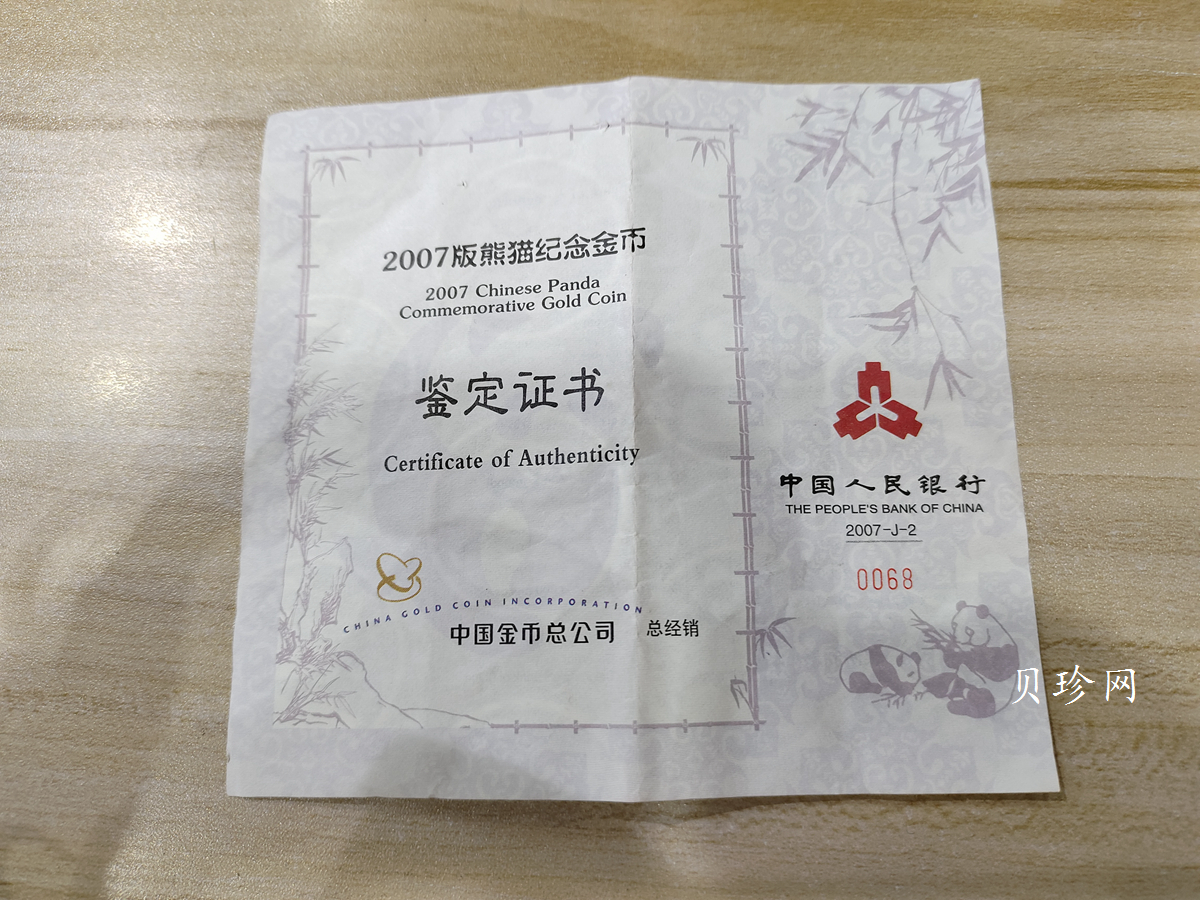 2007版熊猫纪念金币
2007 Chinese Panda
Commemorative Gold Coin
鉴定证书
Certificate of Authenticity
CHINA GOLD COIN INCORPORATION
中国金币总公司 总经销
中国人民银行
THE PEOPLE'S BANK OF CHINA
2007-J-2
0068
贝珍网